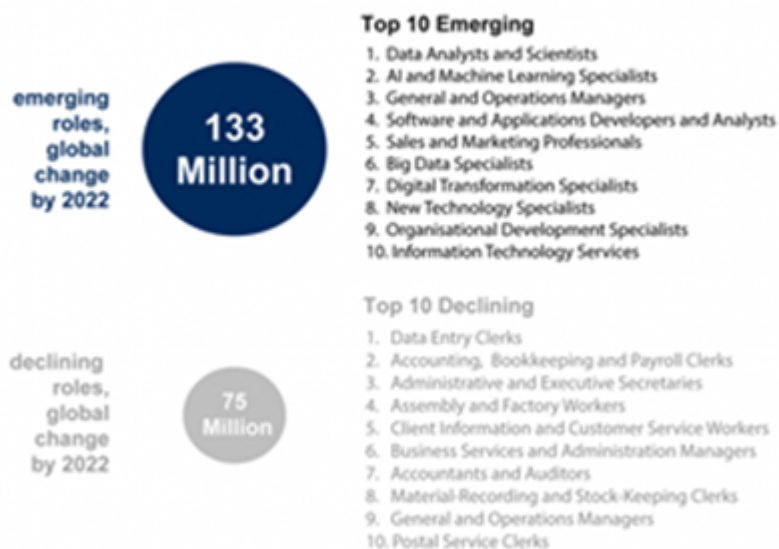 emerging
roles,
global
change
by 2022
133
Million
Top 10 Emerging
1. Data Analysts and Scientists
2. AI and Machine Learning Specialists
3. General and Operations Managers
4. Software and Applications Developers and Analysts
5. Sales and Marketing Professionals
6. Big Data Specialists
7. Digital Transformation Specialists
8. New Technology Specialists
9. Organisational Development Specialists
10. Information Technology Services
declining
roles,
global
change
by 2022
75
Million
Top 10 Declining
1. Data Entry Clerks
2. Accounting, Bookkeeping and Payroll Clerks
3. Administrative and Executive Secretaries
4. Assembly and Factory Workers
5. Client Information and Customer Service Workers
6. Business Services and Administration Managers
7. Accountants and Auditors
8. Material-Recording and Stock-Keeping Clerks
9. General and Operations Managers
10. Postal Service Clerks